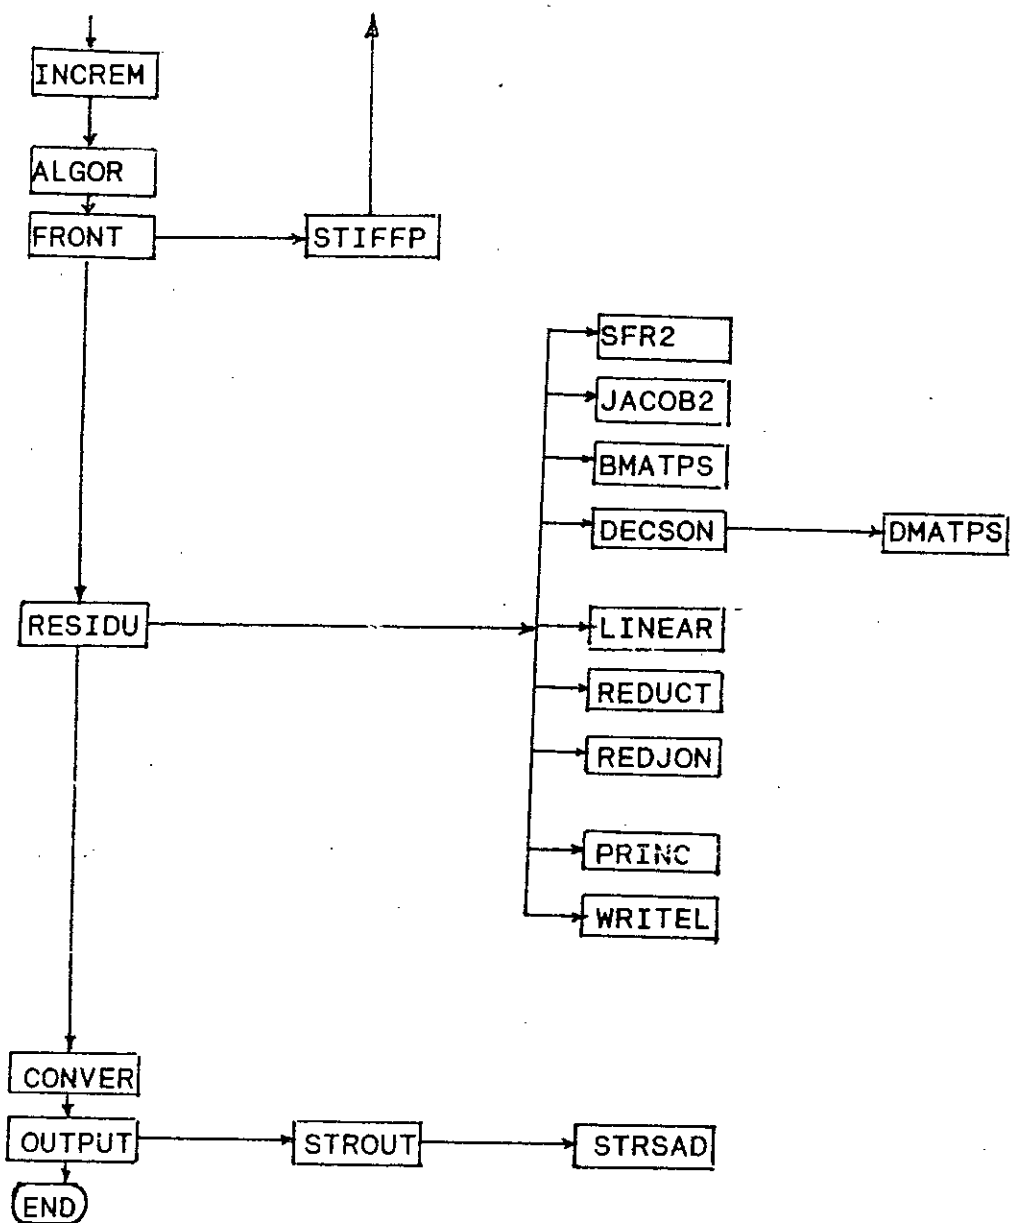 INCREM
ALGOR
FRONT
STIFFP
SFR2
JACOB2
BMATPS
DECSON
DMATPS
RESIDU
LINEAR
REDUCT
REDJON
PRINC
WRITEL
CONVER
OUTPUT
STROUT
STRSAD
END